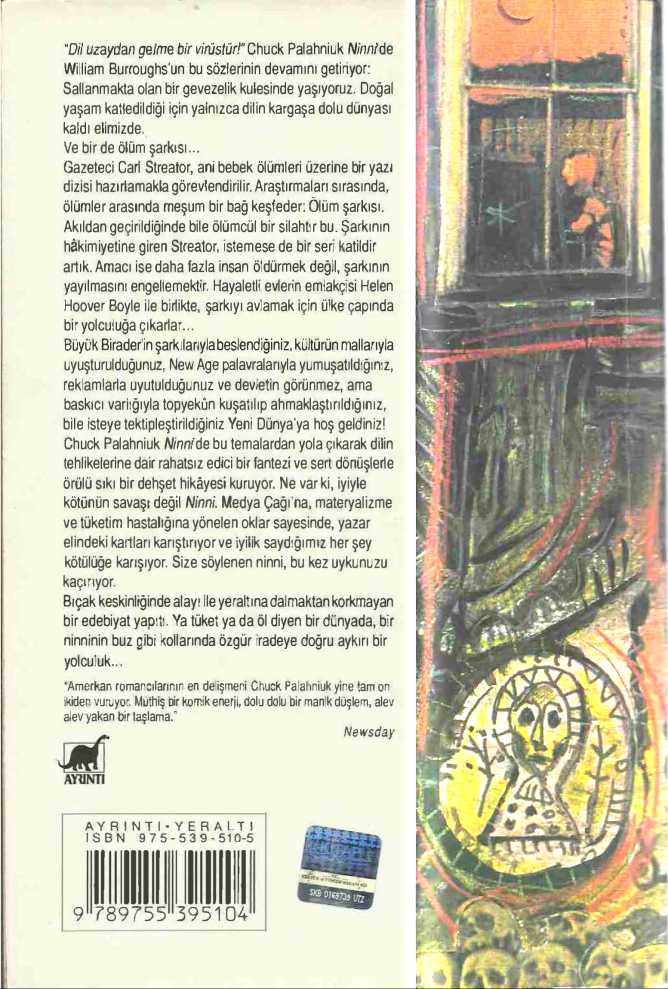 "Dil uzaydan gelme bir virüstür!" Chuck Palahniuk Ninni'de
William Burroughs'un bu sözlerinin devamını getiriyor:
Sallanmakta olan bir gevezelik kulesinde yaşıyoruz. Doğal
yaşam katledildiği için yalnızca dilin kargaşa dolu dünyası
kaldı elimizde.
Ve bir de ölüm şarkısı...
Gazeteci Carl Streator, ani bebek ölümleri üzerine bir yazı
dizisi hazırlamakla görevlendirilir. Araştırmaları sırasında,
ölümler arasında meşum bir bağ keşfeder: Ölüm şarkısı.
Akıldan geçirildiğinde bile ölümcül bir silahtır bu. Şarkının
hâkimiyetine giren Streator, istemese de bir seri katildir
artık. Amacı ise daha fazla insan öldürmek değil, şarkının
yayılmasını engellemektir. Hayaletli evlerin emlakçisi Helen
Hoover Boyle ile birlikte, şarkıyı avlamak için ülke çapında
bir yolculuğa çıkarlar...
Büyük Birader'in şarkılarıyla beslendiğiniz, kültürün mallarıyla
uyuşturulduğunuz, New Age palavralarıyla yumuşatıldığınız,
reklamlarla uyutulduğunuz ve devletin görünmez, ama
baskıcı varlığıyla topyekûn kuşatılıp ahmaklaştırıldığınız,
bile isteye tektipleştirildiğiniz Yeni Dünya'ya hoş geldiniz!
Chuck Palahniuk Ninni'de bu temalardan yola çıkarak dilin
tehlikelerine dair rahatsız edici bir fantezi ve sert dönüşlerle
örülü sıkı bir dehşet hikâyesi kuruyor. Ne var ki, iyiyle
kötünün savaşı değil Ninni. Medya Çağı'na, materyalizme
ve tüketim hastalığına yönelen oklar sayesinde, yazar
elindeki kartları karıştırıyor ve iyilik saydığımız her şey
kötülüğe karışıyor. Size söylenen ninni, bu kez uykunuzu
kaçırıyor.
Bıçak keskinliğinde alayı ile yeraltına dalmaktan korkmayan
bir edebiyat yapıtı. Ya tüket ya da öl diyen bir dünyada, bir
ninninin buz gibi kollarında özgür iradeye doğru aykırı bir
yolculuk...
"Amerkan romancılarının en delişmeni Chuck Palahniuk yine tam on
ikiden vuruyor. Müthiş bir komik enerji, dolu dolu bir manik düşlem, alev
alev yakan bir taşlama."
Newsday
AYRINTI
AYRINTI•YERALTI
ISBN 975-539-510-5
9 789755 395104
SKB 0169739 UTZ